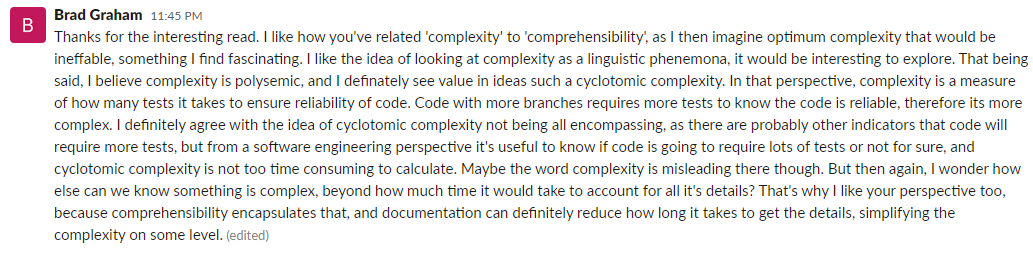 B
Brad Graham 11:45 PM
Thanks for the interesting read. I like how you've related 'complexity' to 'comprehensibility', as I then imagine optimum complexity that would be
ineffable, something I find fascinating. I like the idea of looking at complexity as a linguistic phenemona, it would be interesting to explore. That being
said, I believe complexity is polysemic, and I definately see value in ideas such a cyclotomic complexity. In that perspective, complexity is a measure
of how many tests it takes to ensure reliability of code. Code with more branches requires more tests to know the code is reliable, therefore its more
complex. I definitely agree with the idea of cyclotomic complexity not being all encompassing, as there are probably other indicators that code will
require more tests, but from a software engineering perspective it's useful to know if code is going to require lots of tests or not for sure, and
cyclotomic complexity is not too time consuming to calculate. Maybe the word complexity is misleading there though. But then again, I wonder how
else can we know something is complex, beyond how much time it would take to account for all it's details? That's why I like your perspective too,
because comprehensibility encapsulates that, and documentation can definitely reduce how long it takes to get the details, simplifying the
complexity on some level. (edited)